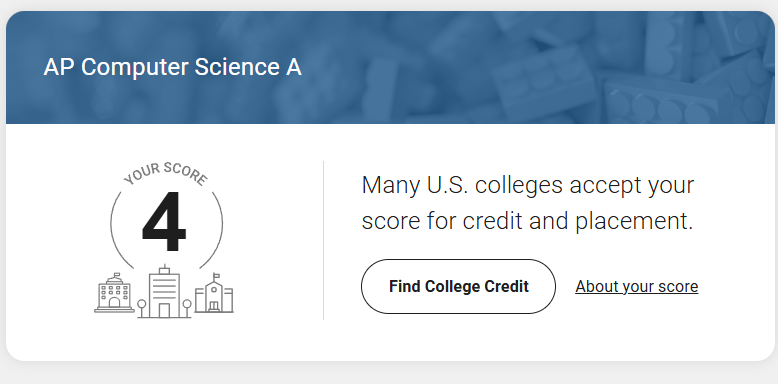 AP Computer Science A
YOUR SCORE
4
Many U.S. colleges accept your
score for credit and placement.
Find College Credit
About your score